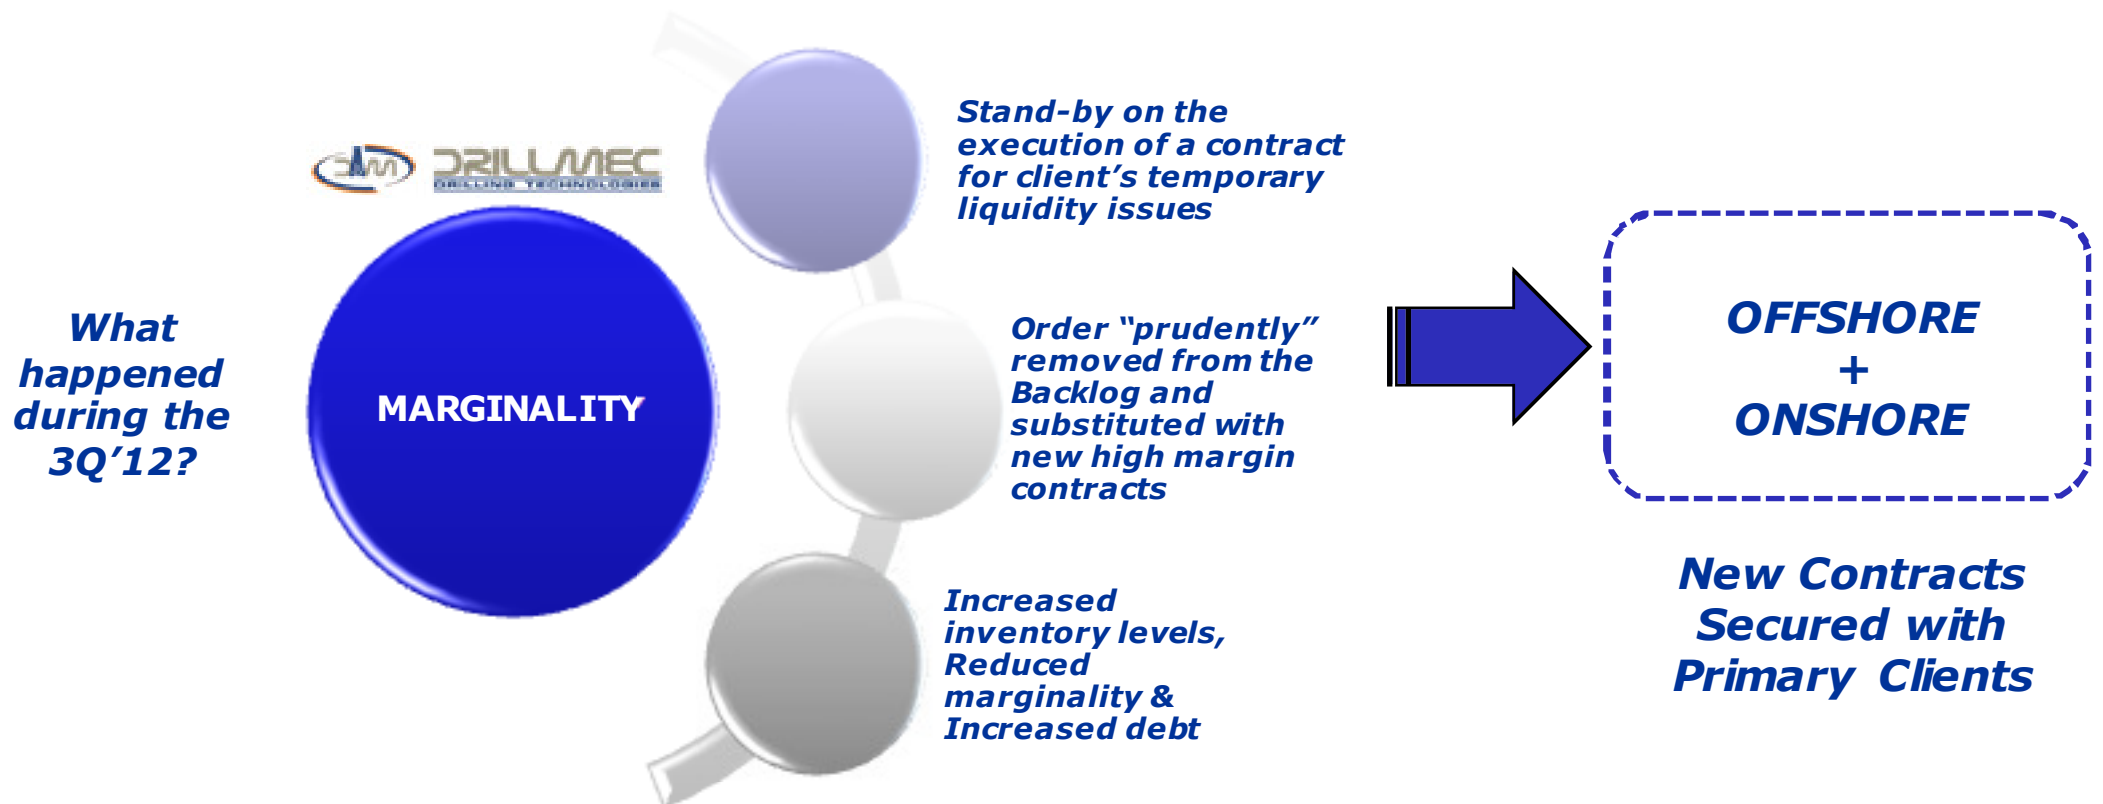 What
happened
during the
3Q’12?
DRILLMEC
DRILLING TECHNOLOGIES
MARGINALITY
Stand-by on the
execution of a contract
for client’s temporary
liquidity issues
Order “prudently”
removed from the
Backlog and
substituted with
new high margin
contracts
Increased
inventory levels,
Reduced
marginality &
Increased debt
OFFSHORE
+
ONSHORE
New Contracts
Secured with
Primary Clients